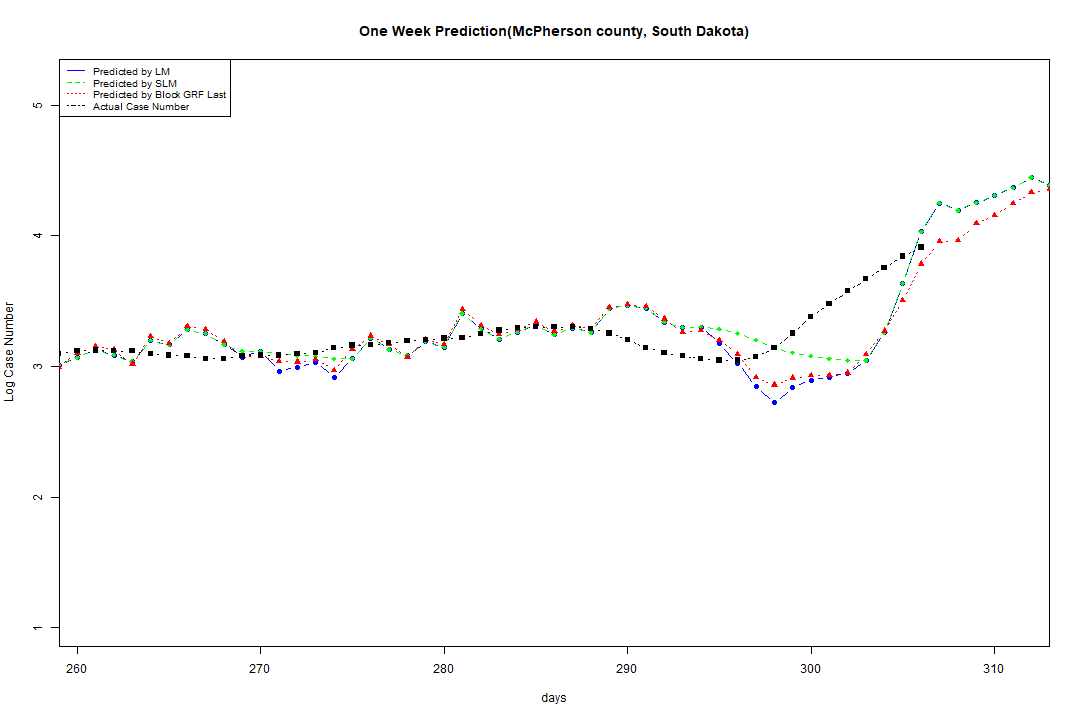 One Week Prediction(McPherson county, South Dakota)
Predicted by LM
Predicted by SLM
Predicted by Block GRF Last
Actual Case Number
5
4
3
2
1
Log Case Number
260 270 280 290 300 310
days